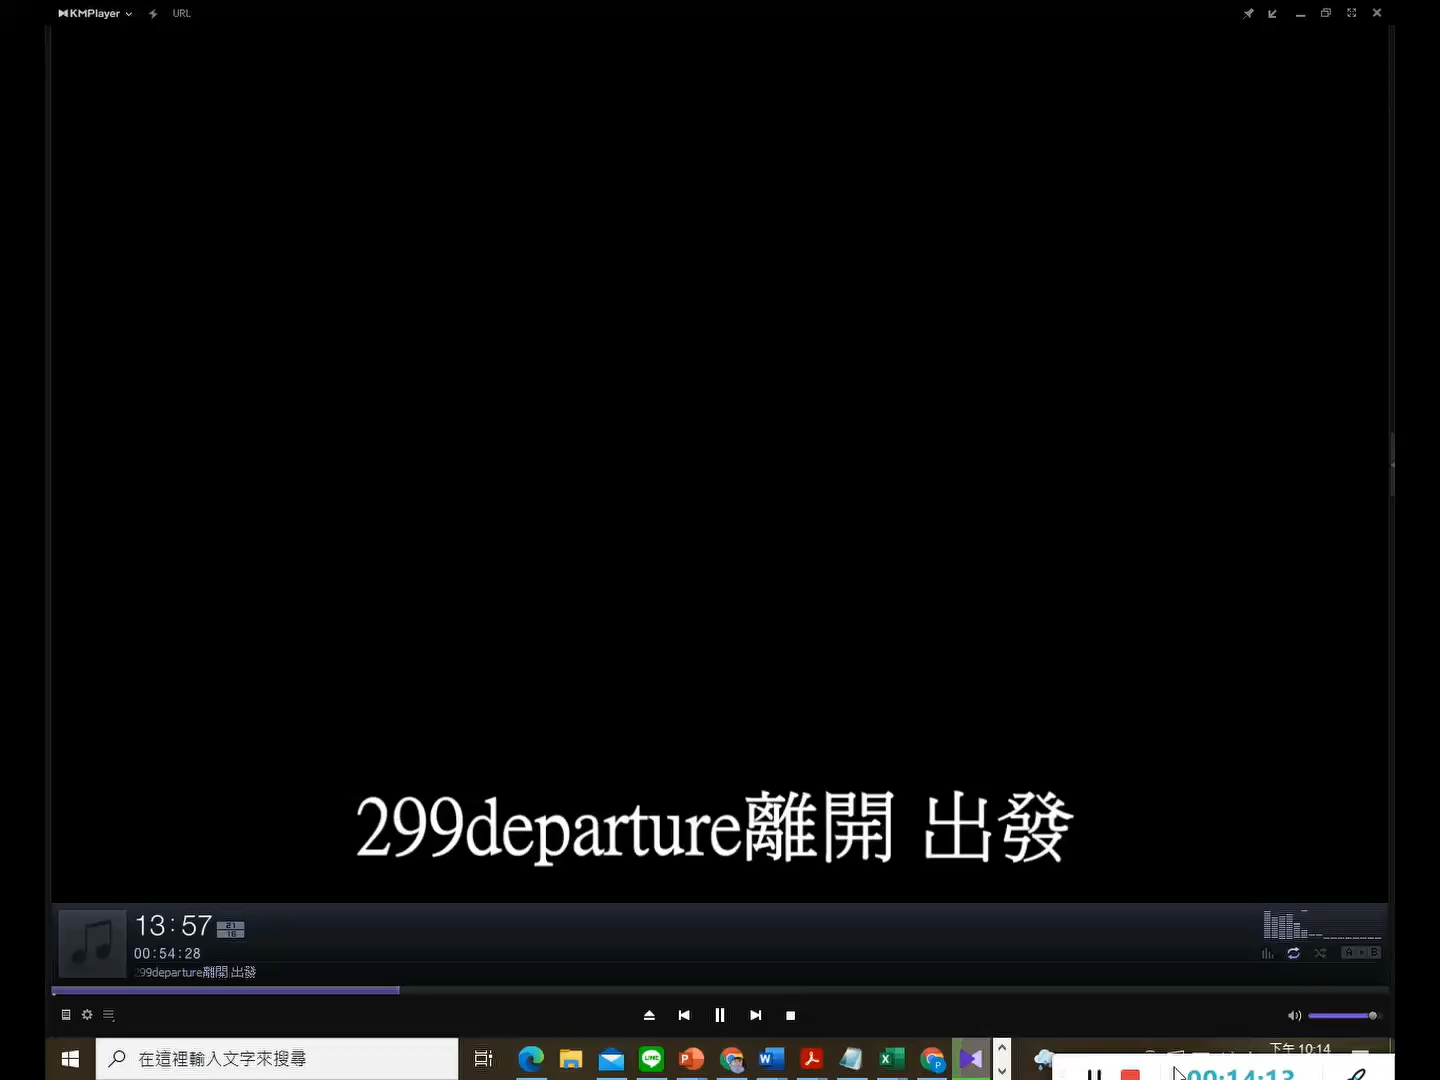 KMPlayer
URL
299departure離開 出發
13:57
00:54:28
299departure離開 出發
A B
在這裡輸入文字來搜尋
下午 10:14
00:14:13